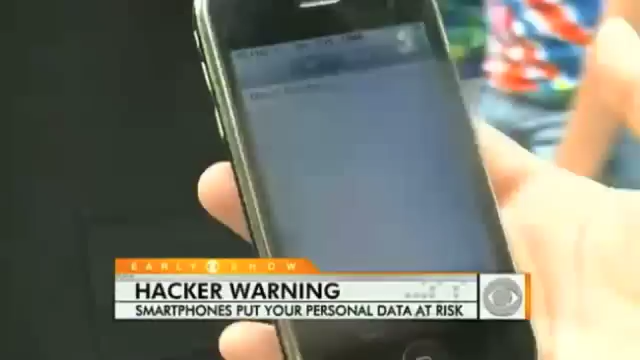 EARLY SHOW
HACKER WARNING
SMARTPHONES PUT YOUR PERSONAL DATA AT RISK